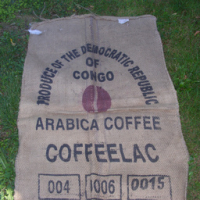 PRODUCE OF THE DEMOCRATIC REPUBLIC
OF
CONGO
ARABICA COFFEE
COFFEELAC
004 1006 0015